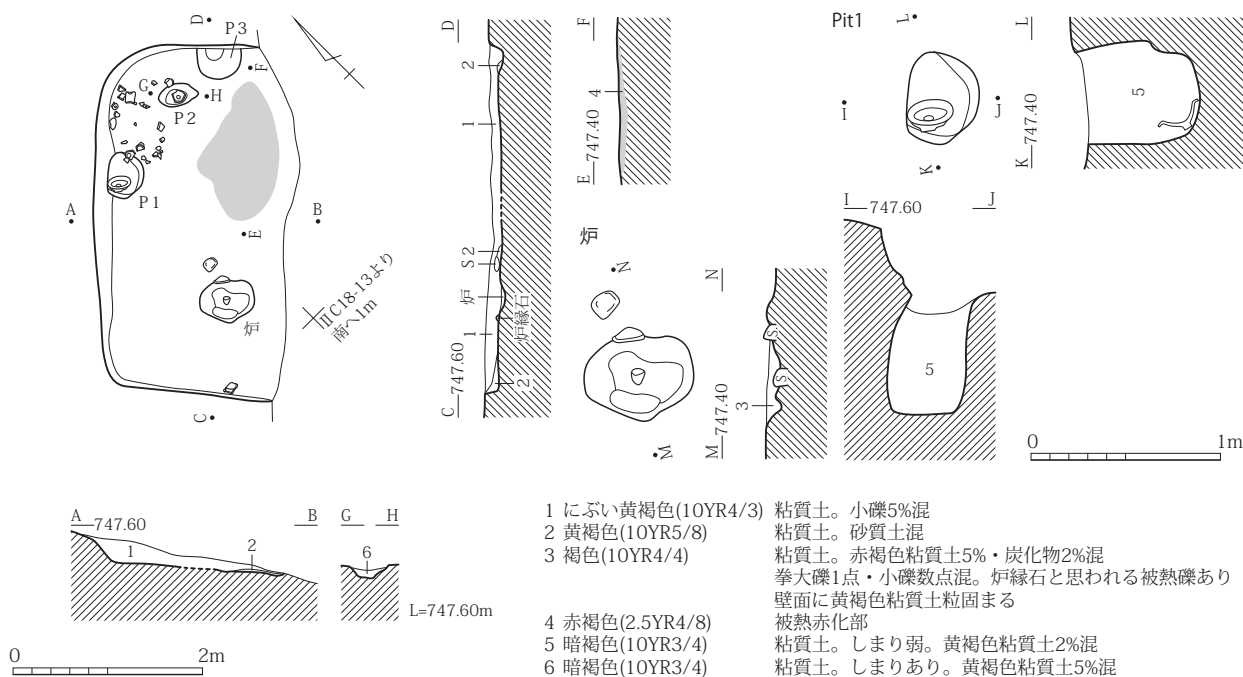 D
P3
F
G
H
P2
P1
A
B
E
炉
ⅡC18-13より
南へ1m
C
D
2
1
S 2
炉
炉縁石
1
2
C 747.60
F
4
E 747.40
炉
N
M
N
S
S
3
M 747.40
Pit1
L
I
J
K
L
5
K 747.40
I 747.60 J
5
0 1m
A 747.60 B
1 2
G H
6
L=747.60m
0 2m
1 にぶい黄褐色(10YR4/3) 粘質土。小礫5%混
2 黄褐色(10YR5/8) 粘質土。砂質土混
3 褐色(10YR4/4) 粘質土。赤褐色粘質土5%・炭化物2%混
拳大礫1点・小礫数点混。炉縁石と思われる被熱礫あり
壁面に黄褐色粘質土粒固まる
4 赤褐色(2.5YR4/8) 被熱赤化部
5 暗褐色(10YR3/4) 粘質土。しまり弱。黄褐色粘質土2%混
6 暗褐色(10YR3/4) 粘質土。しまりあり。黄褐色粘質土5%混